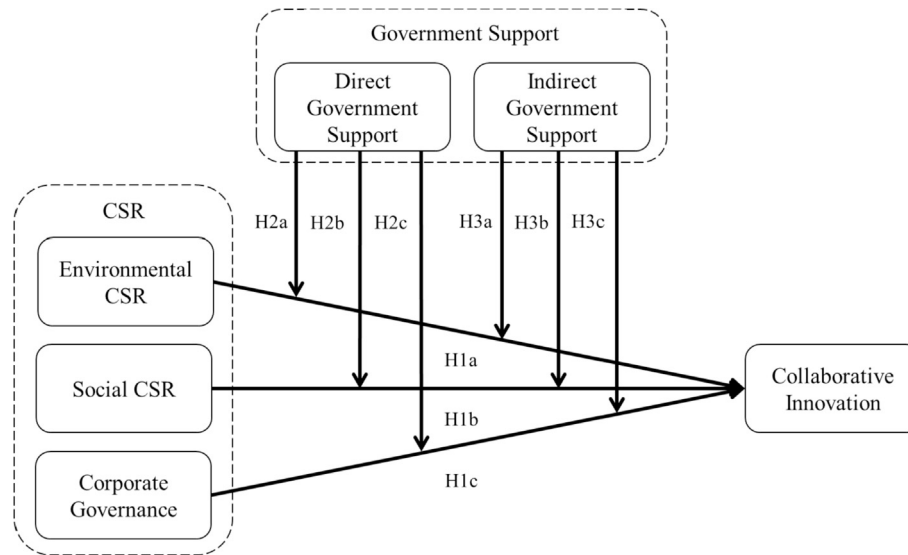 Government Support
Direct
Government
Support
Indirect
Government
Support
H2a
H2b
H2c
H3a
H3b
H3c
CSR
Environmental
CSR
Social CSR
Corporate
Governance
H1a
H1b
H1c
Collaborative
Innovation